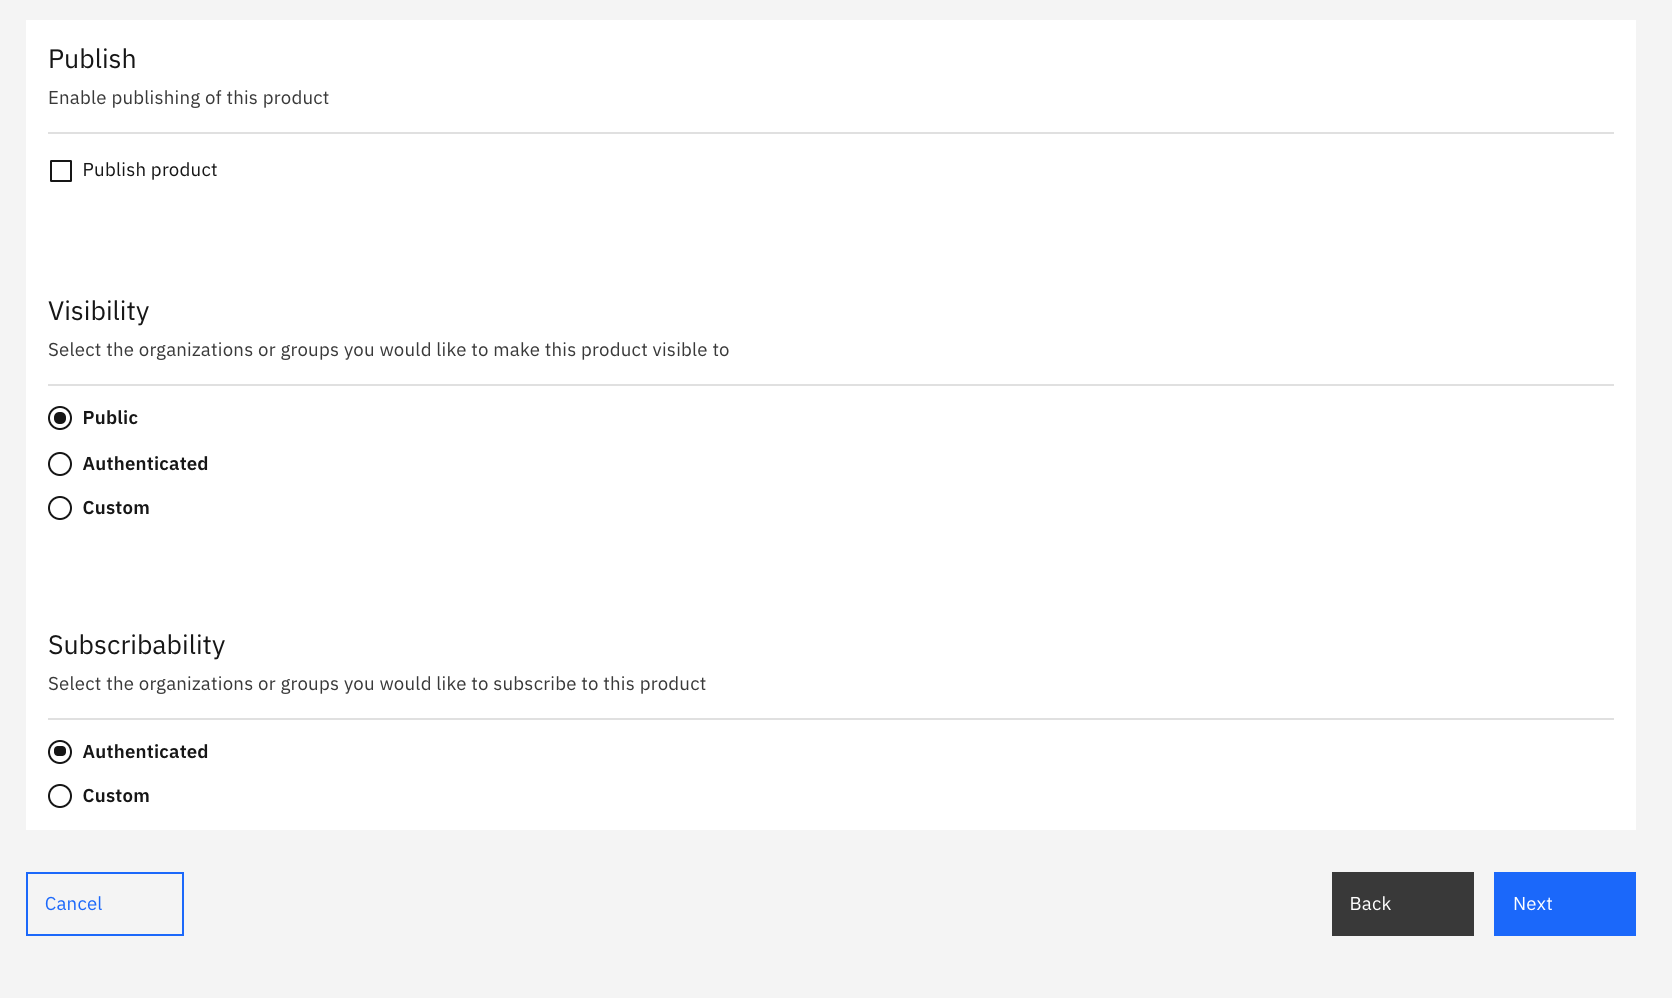 Publish
Enable publishing of this product
Publish product
Visibility
Select the organizations or groups you would like to make this product visible to
Public
Authenticated
Custom
Subscribability
Select the organizations or groups you would like to subscribe to this product
Authenticated
Custom
Cancel
Back
Next